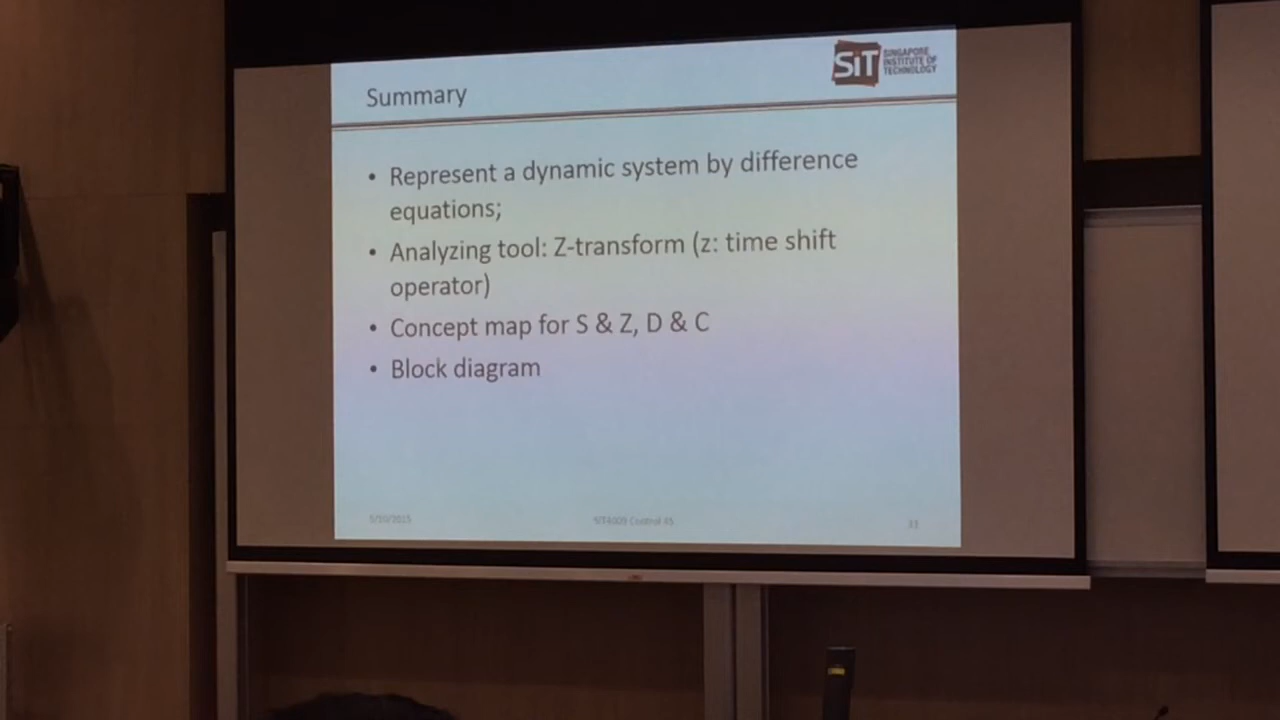 SiT SINGAPORE
INSTITUTE OF
TECHNOLOGY
Summary
• Represent a dynamic system by difference
equations;
• Analyzing tool: Z-transform (z: time shift
operator)
• Concept map for S & Z, D & C
• Block diagram